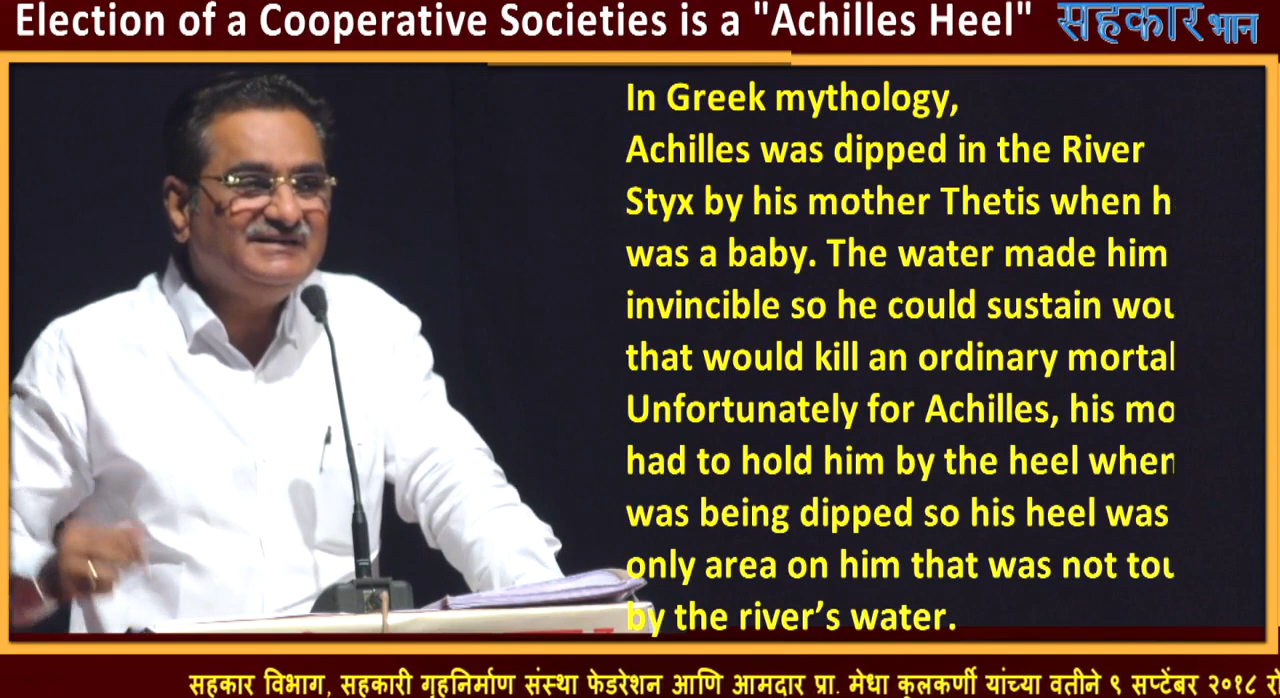 Election of a Cooperative Societies is a "Achilles Heel" सहकार भान
In Greek mythology,
Achilles was dipped in the River
Styx by his mother Thetis when h
was a baby. The water made him
invincible so he could sustain
that would kill an ordinary mortal
Unfortunately for Achilles, his mo
had to hold him by the heel when
was being dipped so his heel was
only area on him that was not
by the river’s water.
सहकार विभाग, सहकारी गृहनिर्माण संस्था फेडरेशन आणि आमदार प्रा. मेधा कुलकर्णी यांच्या वतीने ९ सप्टेंबर २०१८